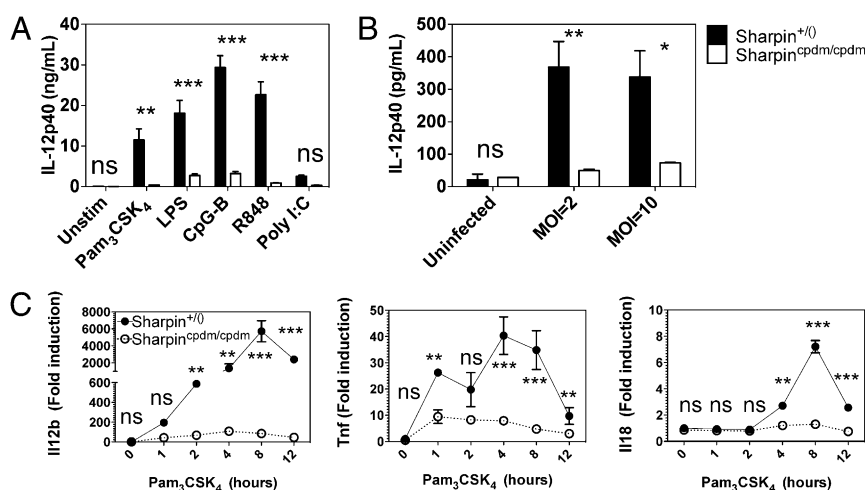 A
IL-12p40 (ng/mL)
40
30
20
10
0
ns
**
***
***
***
ns
Unstim
Pam3CSK4
LPS
CpG-B
R848
Poly I:C
B
IL-12p40 (pg/mL)
500
400
300
200
100
0
ns
**
*
Uninfected
MOI=2
MOI=10
Sharpin+/()
Sharpincpdm/cpdm
C
Il12b (Fold induction)
8000
6000
4000
2000
600
400
200
0
Sharpin+/()
Sharpincpdm/cpdm
ns
ns
**
**
***
***
0 1 2 4 8 12
Pam3CSK4 (hours)
Tnf (Fold induction)
50
40
30
20
10
0
ns
**
ns
***
***
**
0 1 2 4 8 12
Pam3CSK4 (hours)
Il18 (Fold induction)
10
8
6
4
2
0
ns
ns
ns
**
***
***
0 1 2 4 8 12
Pam3CSK4 (hours)